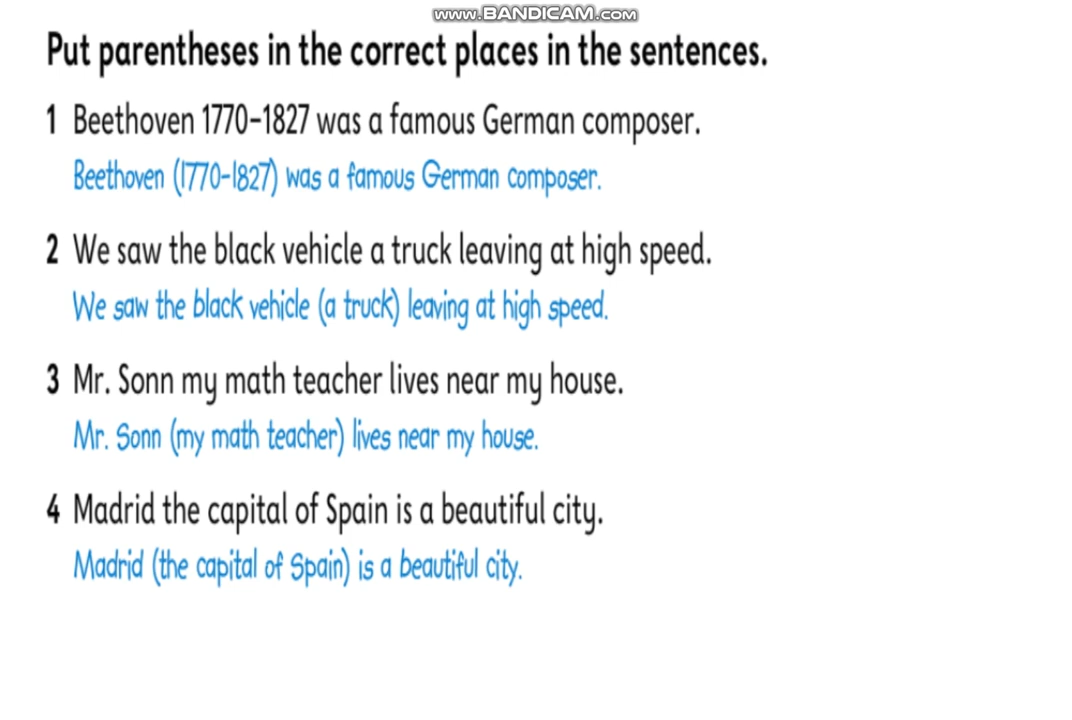 www.BANDICAM.com
Put parentheses in the correct places in the sentences.
1 Beethoven 1770-1827 was a famous German composer.
Beethoven (1770-1827) was a famous German composer.
2 We saw the black vehicle a truck leaving at high speed.
We saw the black vehicle (a truck) leaving at high speed.
3 Mr. Sonn my math teacher lives near my house.
Mr. Sonn (my math teacher) lives near my house.
4 Madrid the capital of Spain is a beautiful city.
Madrid (the capital of Spain) is a beautiful city.